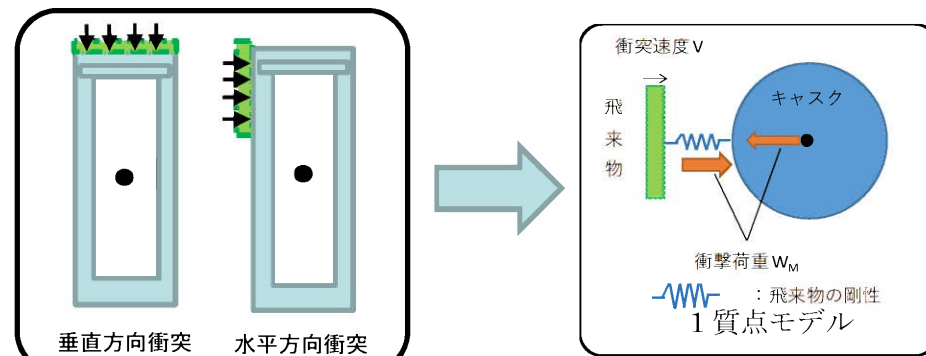 垂直方向衝突
水平方向衝突
衝突速度V
飛来物
キャスク
衝撃荷重WM
：飛来物の剛性
1質点モデル